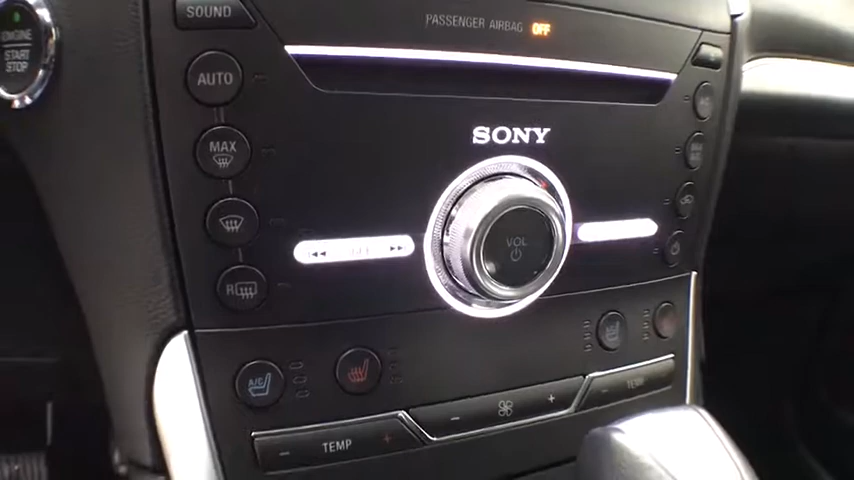 ENGINE
START
STOP
SOUND
PASSENGER AIRBAG OFF
AUTO
SONY
MAX
VOL
R
A/C
TEMP
TEMP